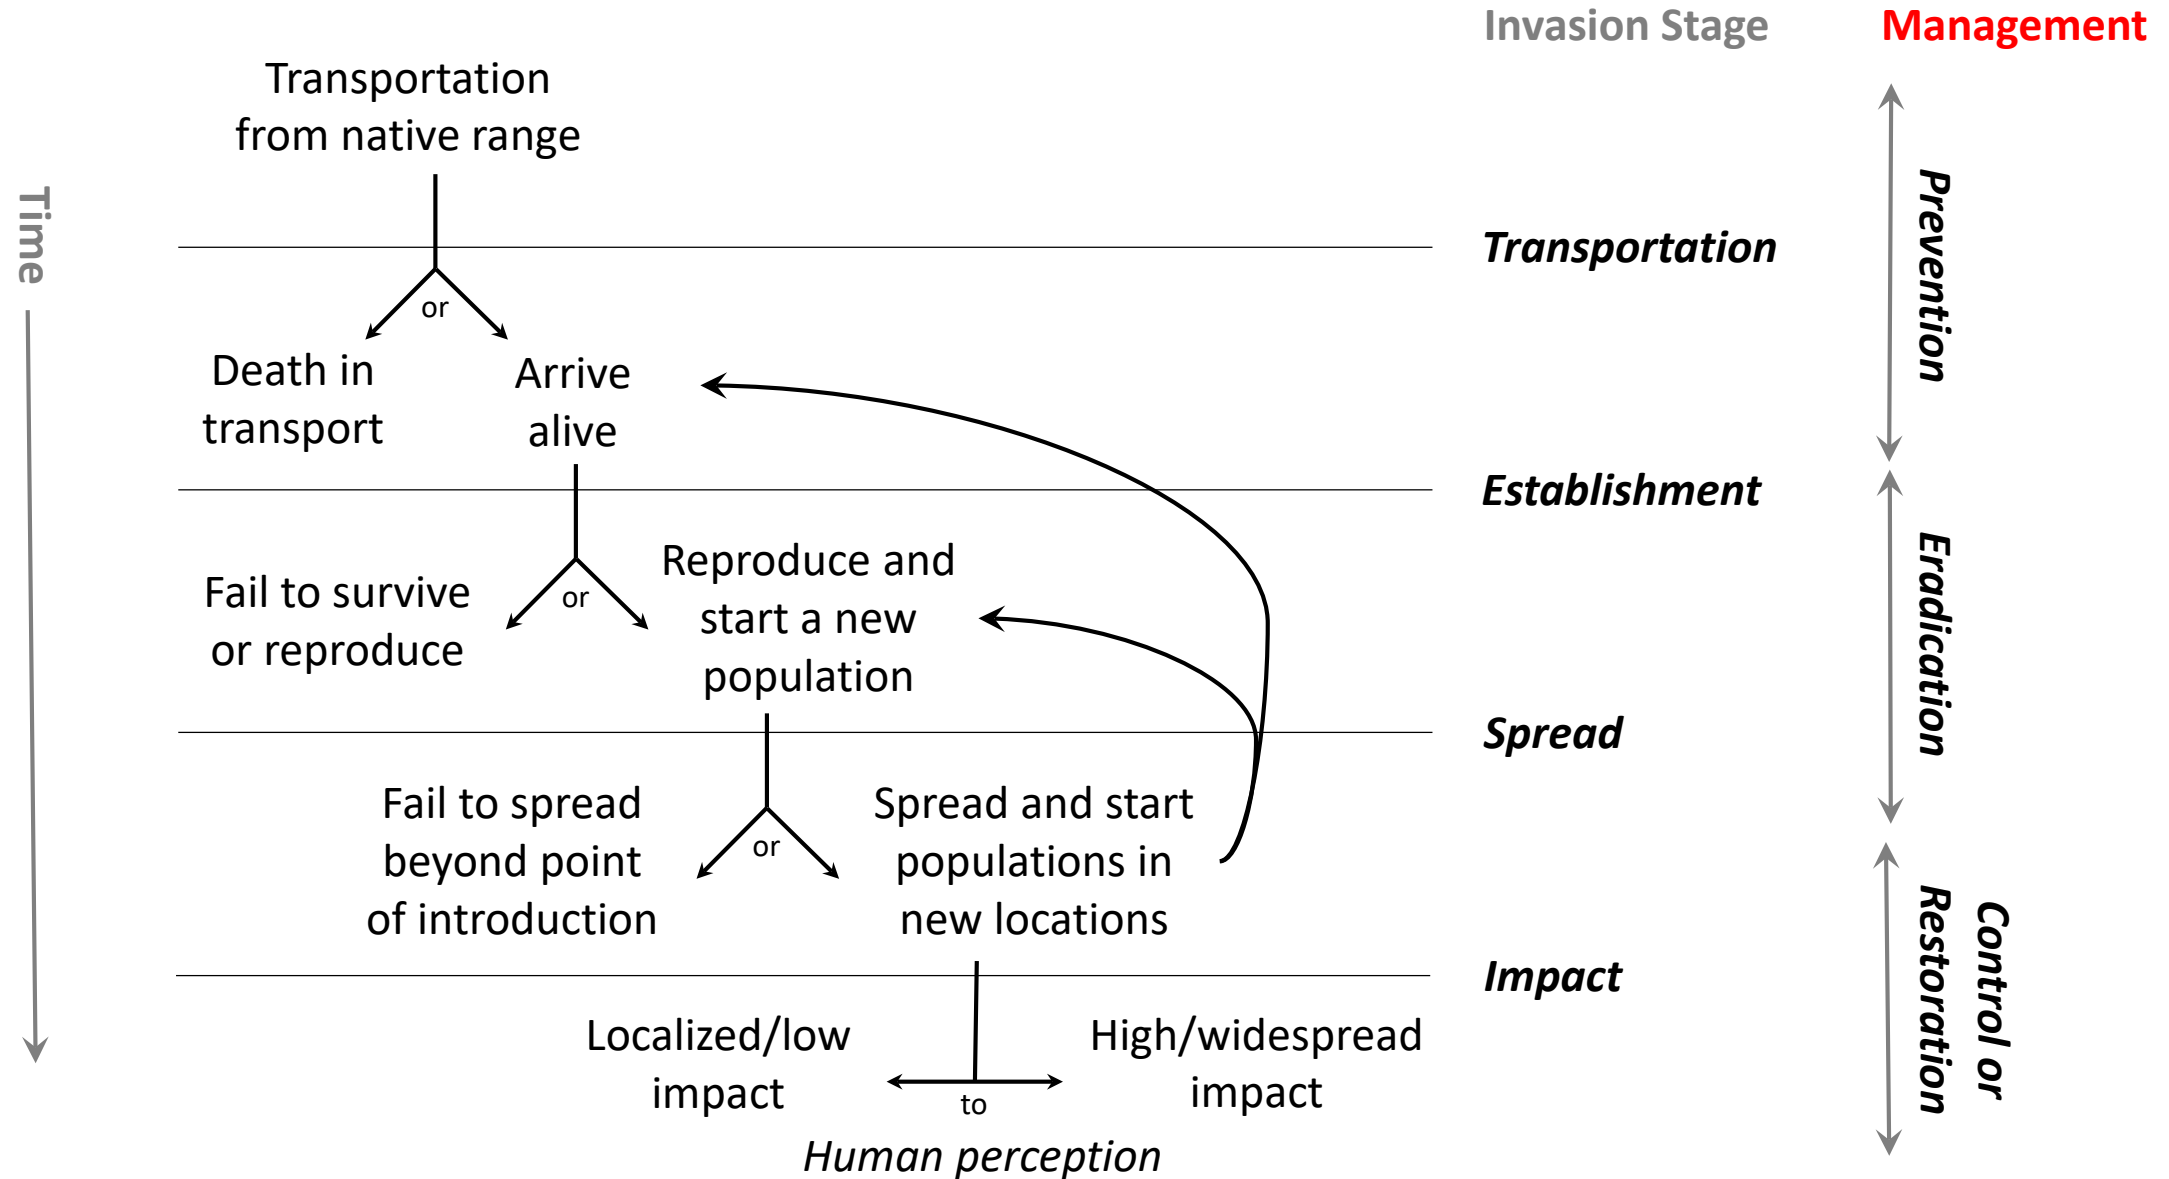 Invasion Stage
Management
Transportation
from native range
Time
Prevention
Transportation
or
Death in
transport
Arrive
alive
Establishment
Eradication
Fail to survive
or reproduce
or
Reproduce and
start a new
population
Spread
Fail to spread
beyond point
of introduction
or
Spread and start
populations in
new locations
Control or
Restoration
Impact
Localized/low
impact
to
High/widespread
impact
Human perception